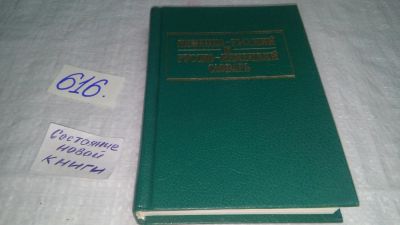 НЕМЕЦКО-РУССКИЙ
И
РУССКО-НЕМЕЦКИЙ
СЛОВАРЬ
616.
Состояние
новой
книги